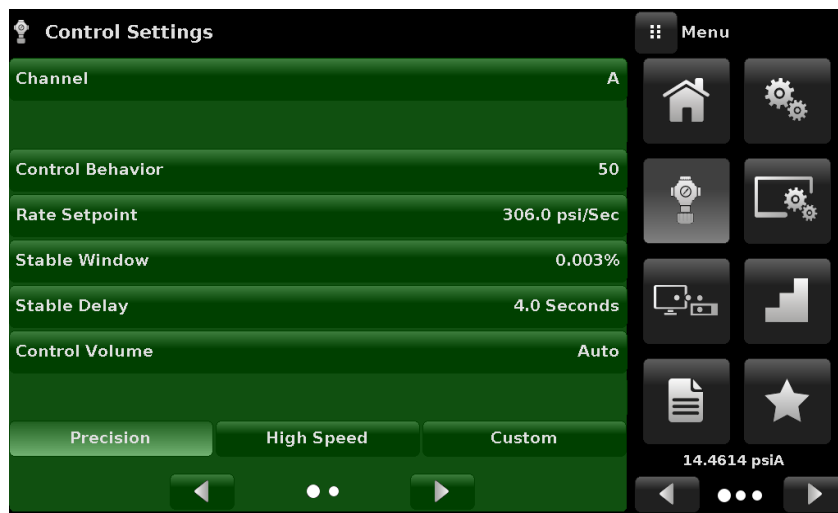 Control Settings
Menu
Channel A
Control Behavior 50
Rate Setpoint 306.0 psi/Sec
Stable Window 0.003%
Stable Delay 4.0 Seconds
Control Volume Auto
Precision High Speed Custom
14.4614 psiA